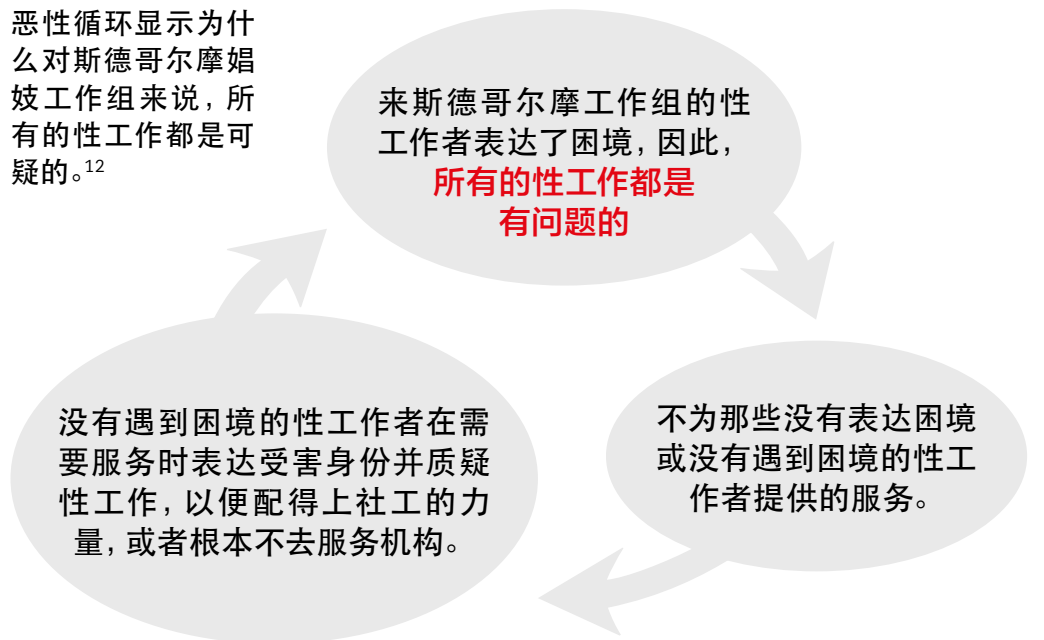 恶性循环显示为什
么对斯德哥尔摩娼
妓工作组来说，所
有的性工作都是可
疑的。12
来斯德哥尔摩工作组的性
工作者表达了困境，因此，
所有的性工作都是
有问题的
不为那些没有表达困境
或没有遇到困境的性工
作者提供的服务。
没有遇到困境的性工作者在需
要服务时表达受害身份并质疑
性工作，以便配得上社工的力
量，或者根本不去服务机构。